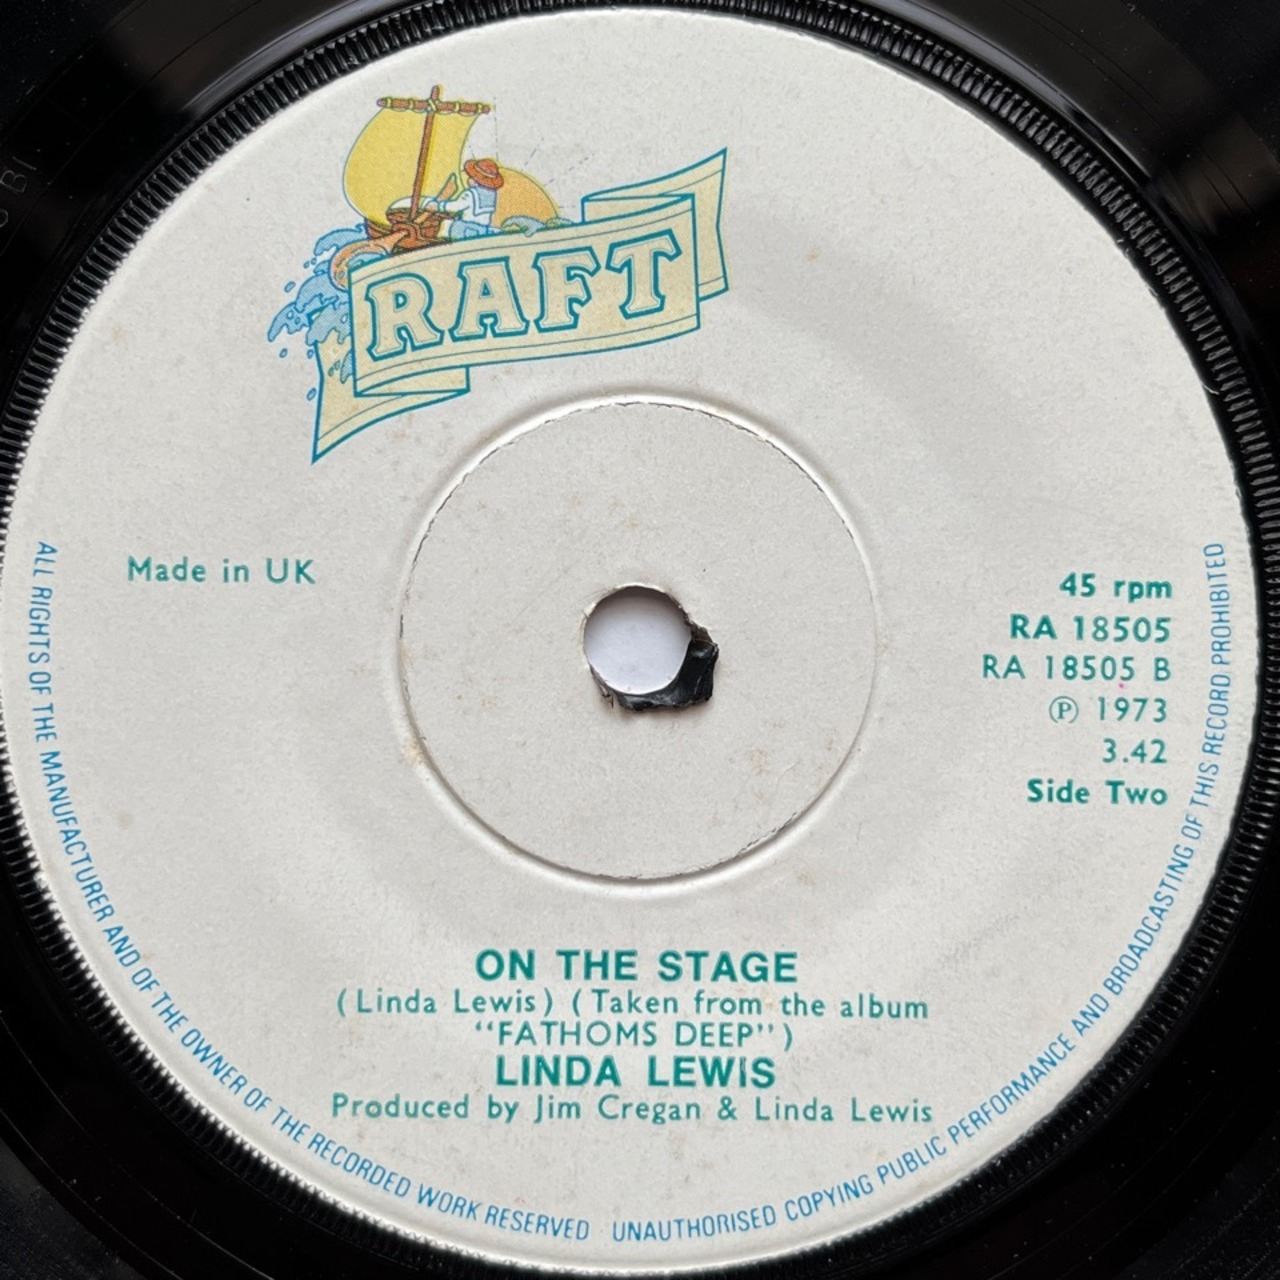 RAFT
Made in UK
45 rpm
RA 18505
RA 18505 B
℗ 1973
3.42
Side Two
ON THE STAGE
(Linda Lewis) (Taken from the album
“FATHOMS DEEP”)
LINDA LEWIS
Produced by Jim Cregan & Linda Lewis
ALL RIGHTS OF THE MANUFACTURER AND OF THE OWNER OF THE RECORDED WORK RESERVED UNAUTHORISED COPYING PUBLIC PERFORMANCE AND BROADCASTING OF THIS RECORD PROHIBITED